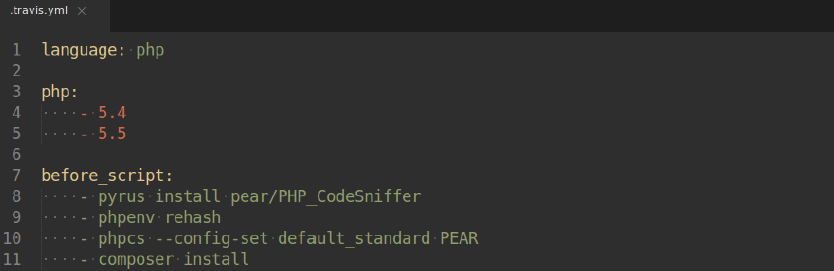 .travis.yml ×
1 language: php
2
3 php:
4     - 5.4
5     - 5.5
6
7 before_script:
8     - pyrus install pear/PHP_CodeSniffer
9     - phpenv rehash
10     - phpcs --config-set default_standard PEAR
11     - composer install